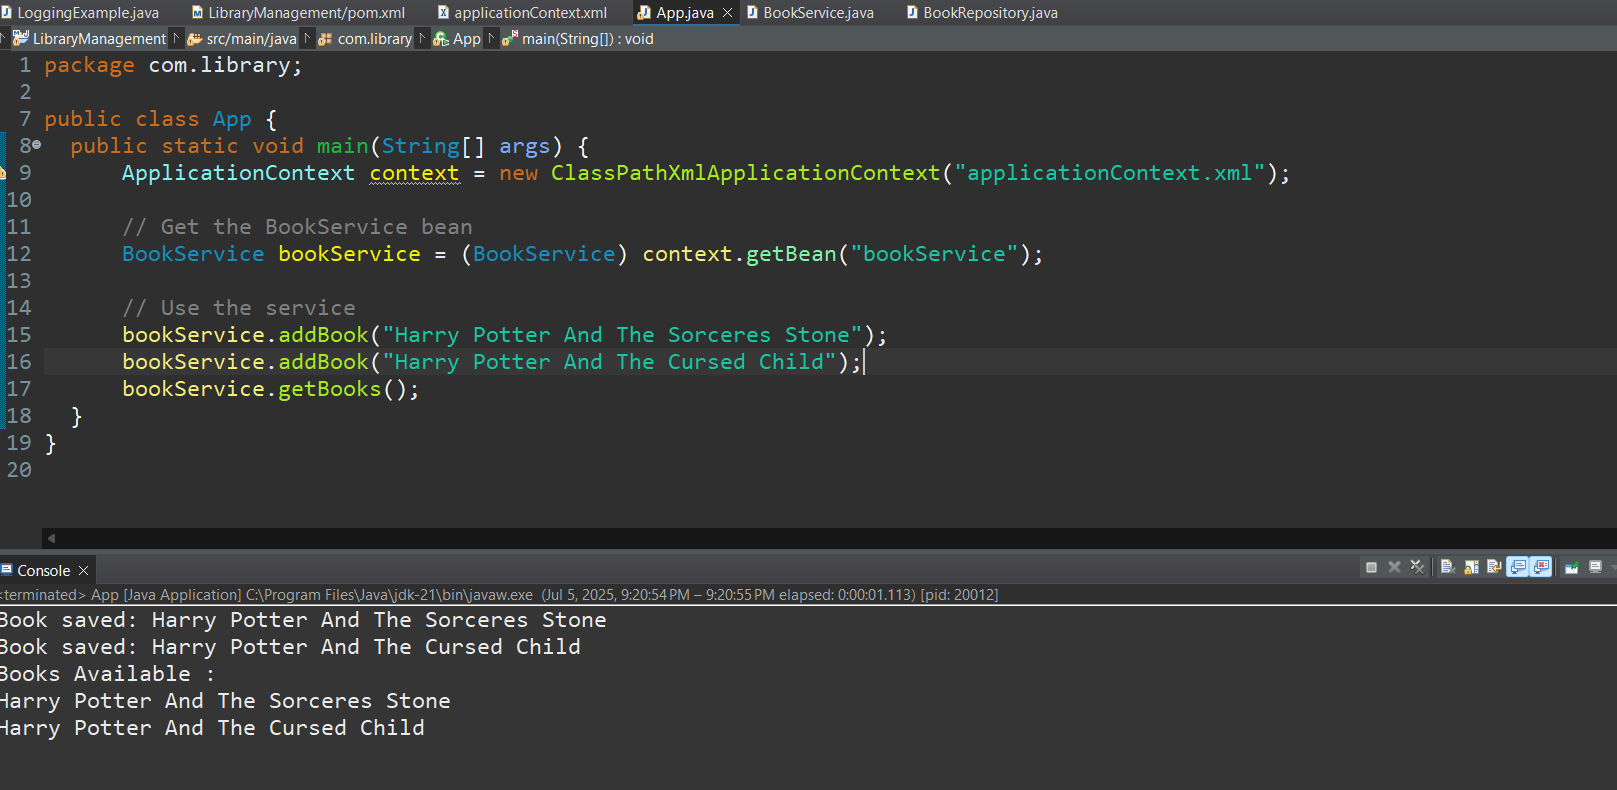 LoggingExample.java LibraryManagement/pom.xml applicationContext.xml App.java BookService.java BookRepository.java
LibraryManagement src/main/java com.library App main(String[]) : void
1 package com.library;
2
7 public class App {
8 public static void main(String[] args) {
9 ApplicationContext context = new ClassPathXmlApplicationContext("applicationContext.xml");
10
11 // Get the BookService bean
12 BookService bookService = (BookService) context.getBean("bookService");
13
14 // Use the service
15 bookService.addBook("Harry Potter And The Sorceres Stone");
16 bookService.addBook("Harry Potter And The Cursed Child");
17 bookService.getBooks();
18 }
19 }
20
Console
<terminated> App [Java Application] C:\Program Files\Java\jdk-21\bin\javaw.exe (Jul 5, 2025, 9:20:54 PM – 9:20:55 PM elapsed: 0:00:01.113) [pid: 20012]
Book saved: Harry Potter And The Sorceres Stone
Book saved: Harry Potter And The Cursed Child
Books Available :
Harry Potter And The Sorceres Stone
Harry Potter And The Cursed Child